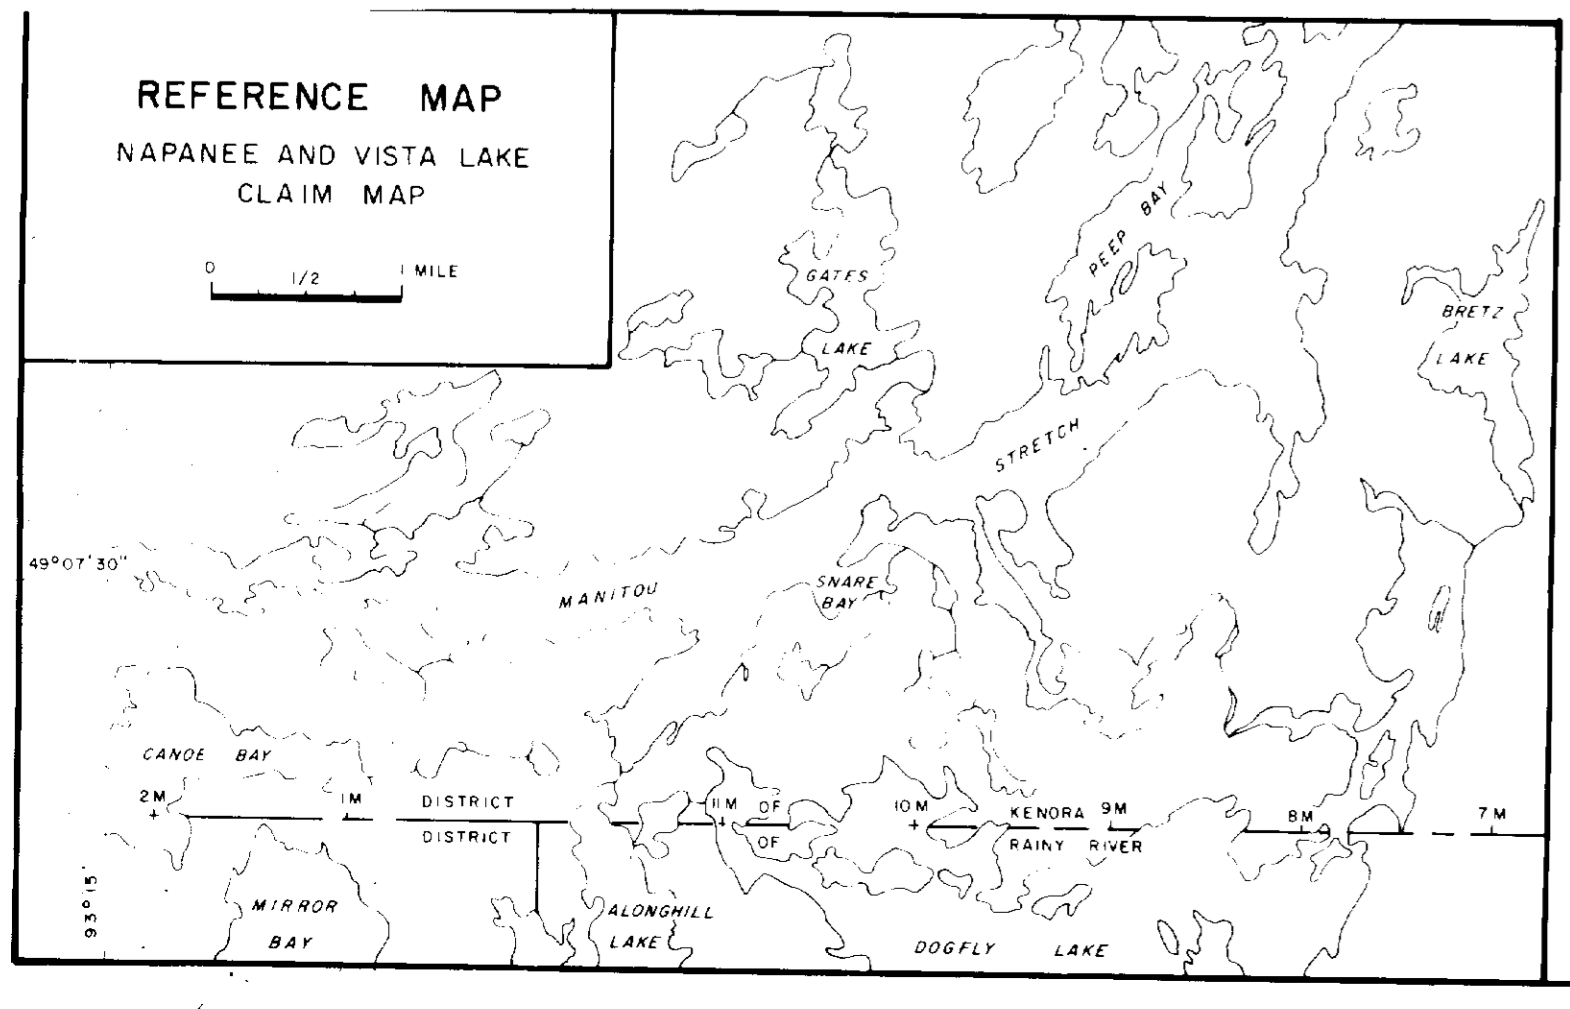 REFERENCE MAP
NAPANEE AND VISTA LAKE
CLAIM MAP
0 1/2 1 MILE
PEEP BAY
GATES
LAKE
BRETZ
LAKE
STRETCH
49°07'30"
MANITOU
SNARE
BAY
CANOE BAY
2M 1M DISTRICT 11M OF 10M KENORA 9M 8M 7M
DISTRICT OF RAINY RIVER
93°15'
MIRROR
BAY
ALONGHILL
LAKE
DOGFLY LAKE